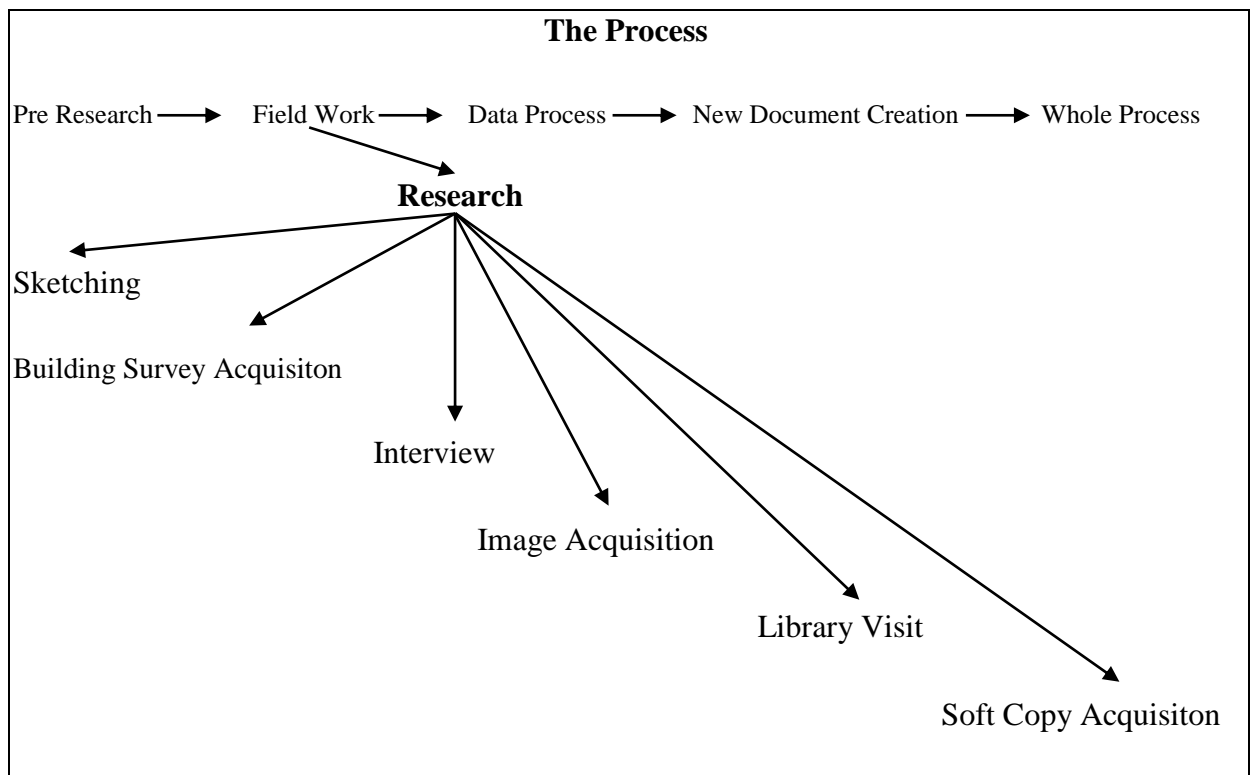 The Process
Pre Research Field Work Data Process New Document Creation Whole Process
Research
Sketching
Building Survey Acquisiton
Interview
Image Acquisition
Library Visit
Soft Copy Acquisiton